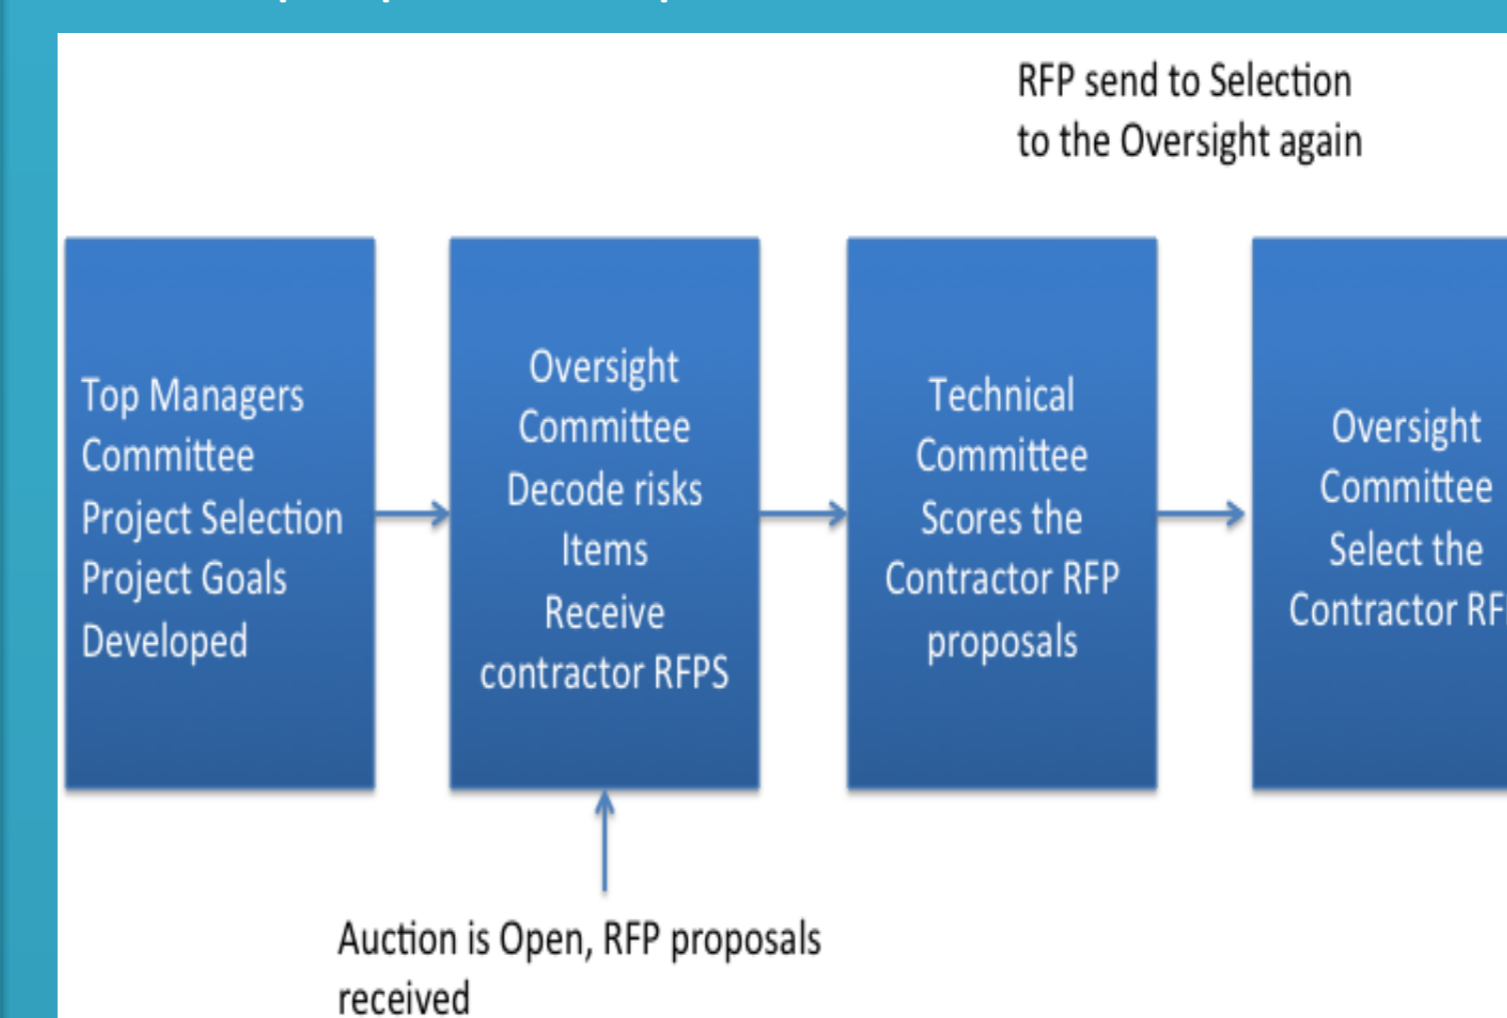 RFP send to Selection
to the Oversight again
Top Managers
Committee
Project Selection
Project Goals
Developed
Oversight
Committee
Decode risks
Items
Receive
contractor RFPS
Technical
Committee
Scores the
Contractor RFP
proposals
Oversight
Committee
Select the
Contractor
Auction is Open, RFP proposals
received